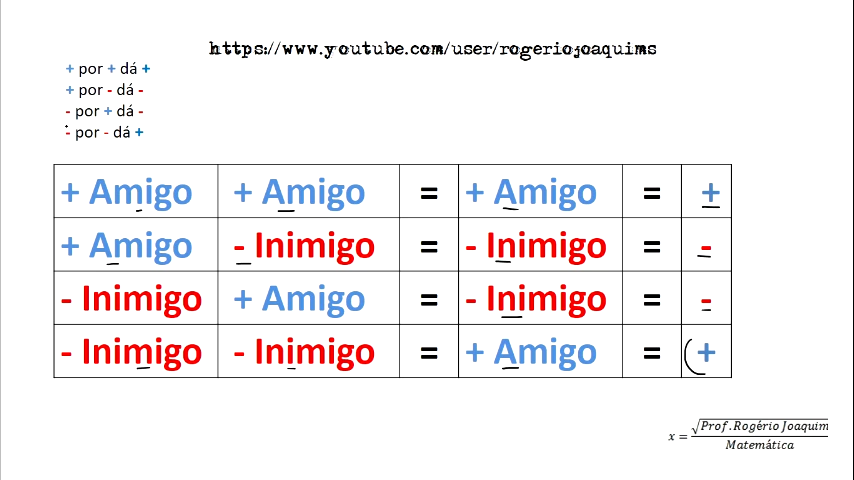 https://www.youtube.com/user/rogeriojoaquims
+ por + dá +
+ por - dá -
- por + dá -
- por - dá +
+ Amigo + Amigo = + Amigo = +
+ Amigo - Inimigo = - Inimigo = -
- Inimigo + Amigo = - Inimigo = -
- Inimigo - Inimigo = + Amigo = +
x = √Prof.Rogério Joaquim
Matemática